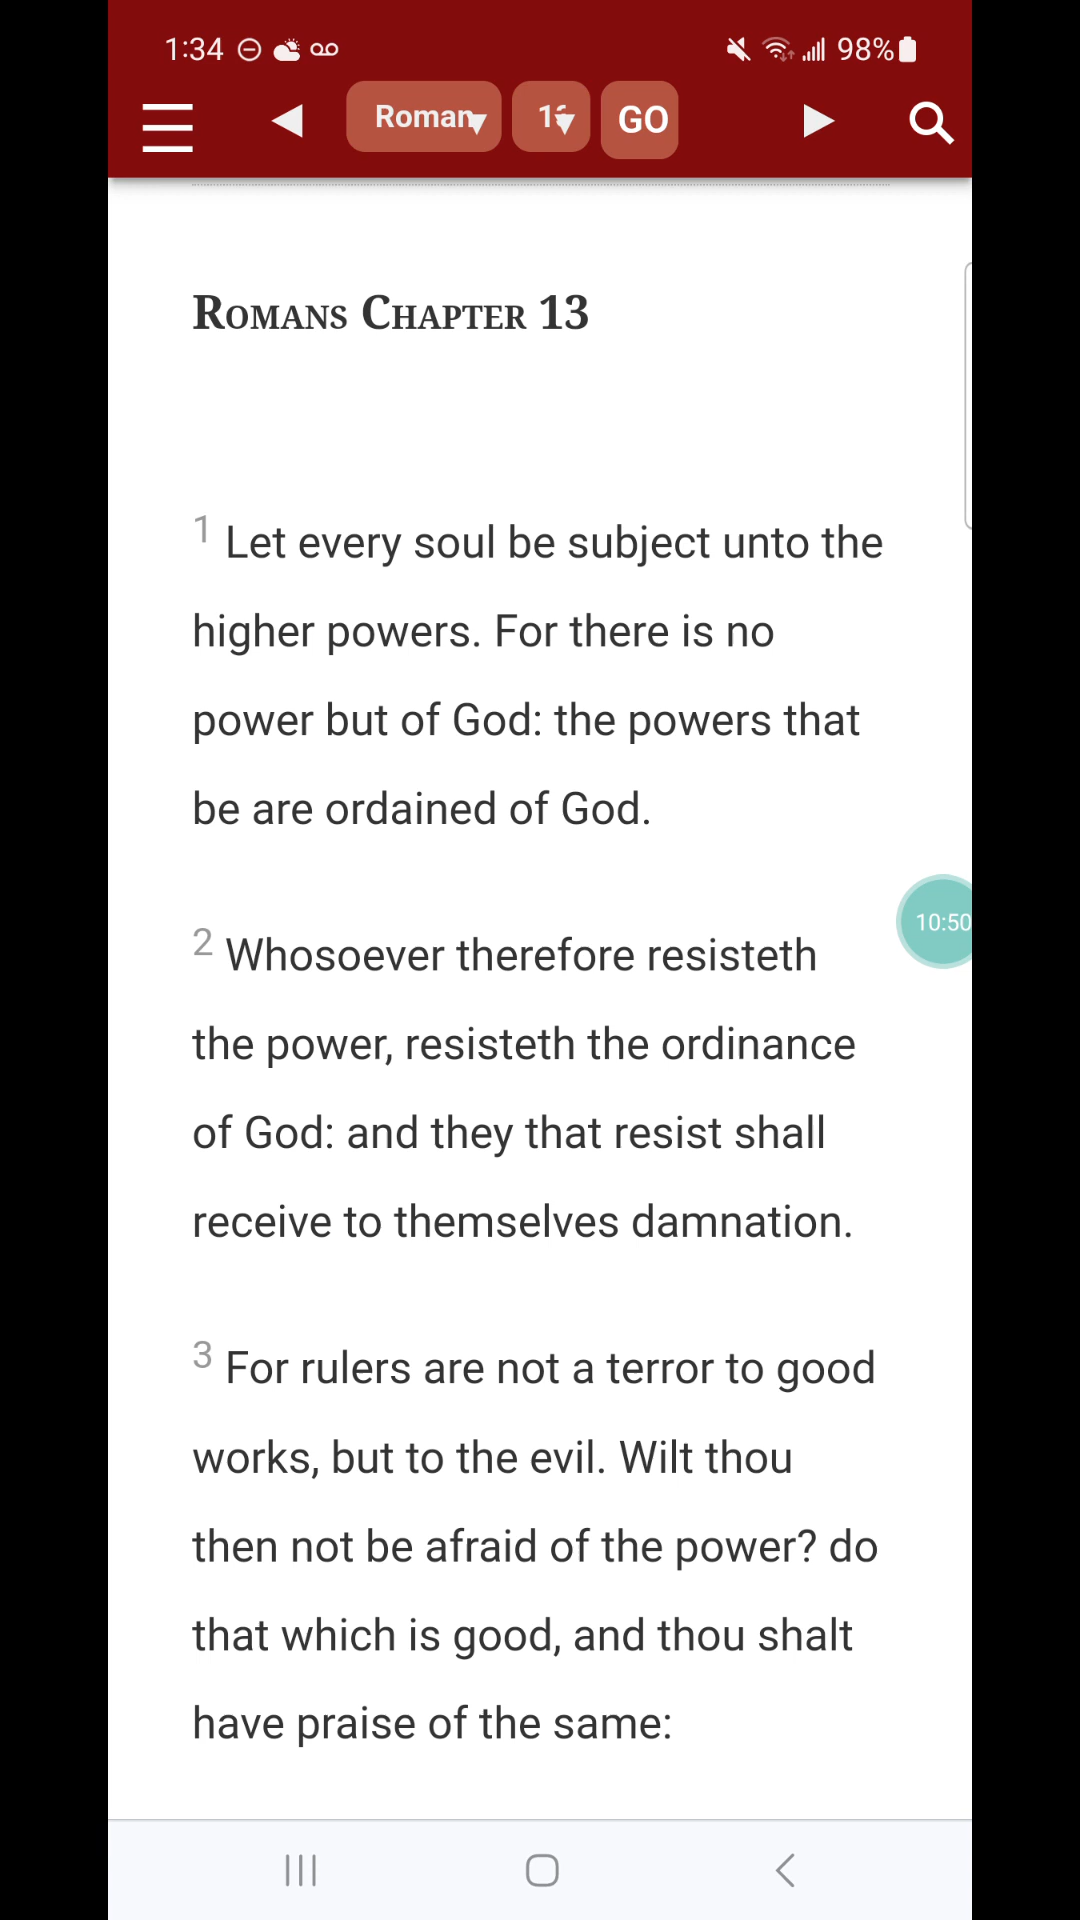 1:34 98%
Roman GO
ROMANS CHAPTER 13
1 Let every soul be subject unto the
higher powers. For there is no
power but of God: the powers that
be are ordained of God.
10:50
2 Whosoever therefore resisteth
the power, resisteth the ordinance
of God: and they that resist shall
receive to themselves damnation.
3 For rulers are not a terror to good
works, but to the evil. Wilt thou
then not be afraid of the power? do
that which is good, and thou shalt
have praise of the same: